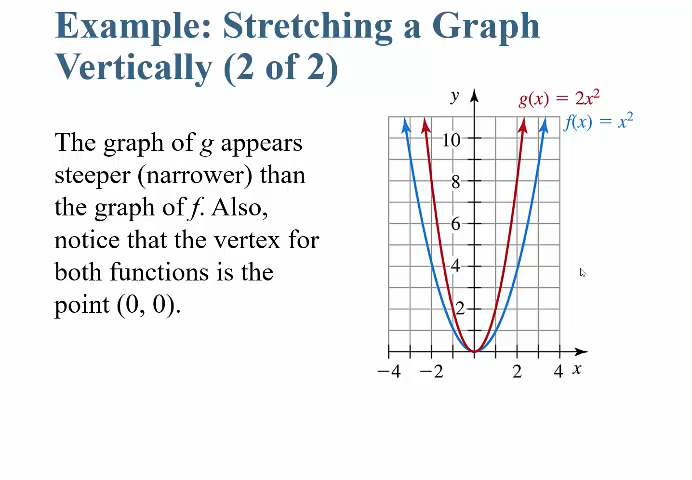 Example: Stretching a Graph
Vertically (2 of 2)
The graph of g appears
steeper (narrower) than
the graph of f. Also,
notice that the vertex for
both functions is the
point (0, 0).
y
g(x) = 2x²
f(x) = x²
10
8
6
4
2
−4 −2 2 4 x